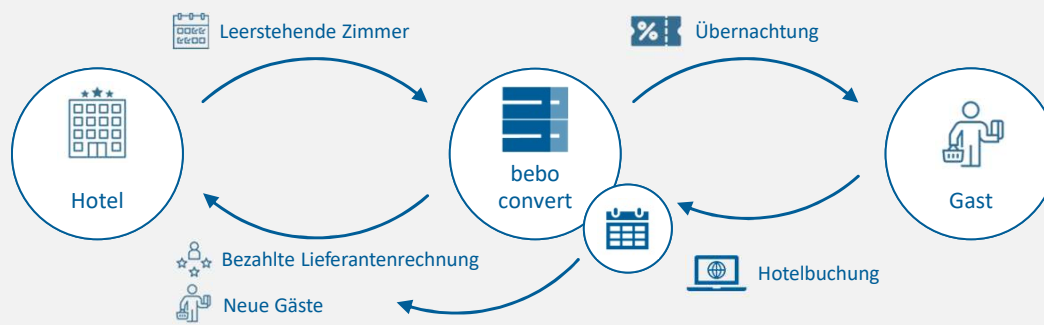 Leerstehende Zimmer
%
Übernachtung
Hotel
bebo
convert
Gast
Bezahlte Lieferantenrechnung
Neue Gäste
Hotelbuchung